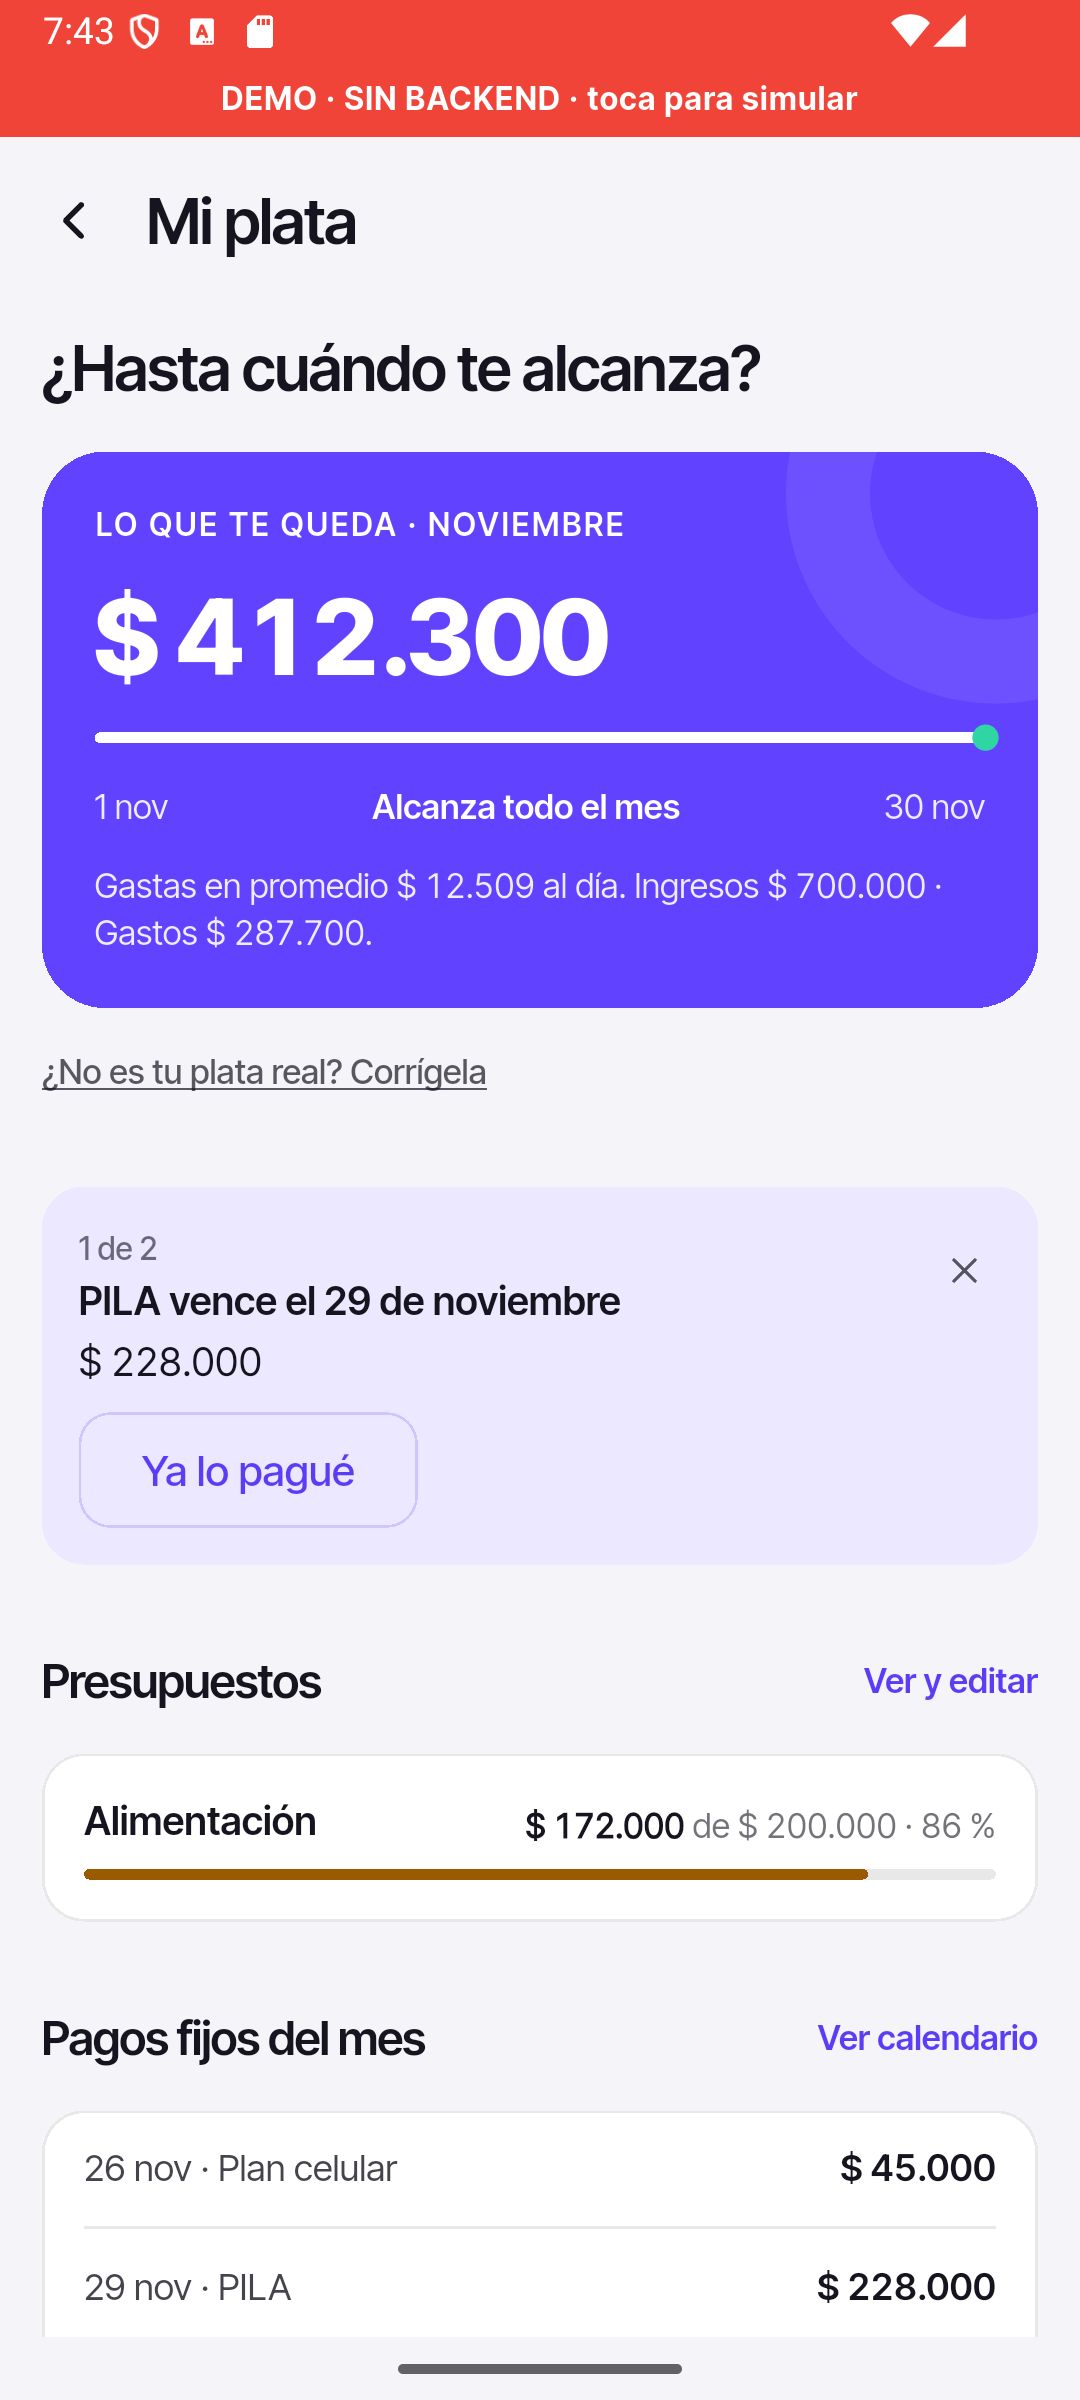 7:43
DEMO · SIN BACKEND · toca para simular
Mi plata
¿Hasta cuándo te alcanza?
LO QUE TE QUEDA · NOVIEMBRE
$ 412.300
1 nov
Alcanza todo el mes
30 nov
Gastas en promedio $ 12.509 al día. Ingresos $ 700.000 ·
Gastos $ 287.700.
¿No es tu plata real? Corrígela
1 de 2
PILA vence el 29 de noviembre
$ 228.000
Ya lo pagué
Presupuestos
Ver y editar
Alimentación
$ 172.000 de $ 200.000 · 86 %
Pagos fijos del mes
Ver calendario
26 nov · Plan celular
$ 45.000
29 nov · PILA
$ 228.000